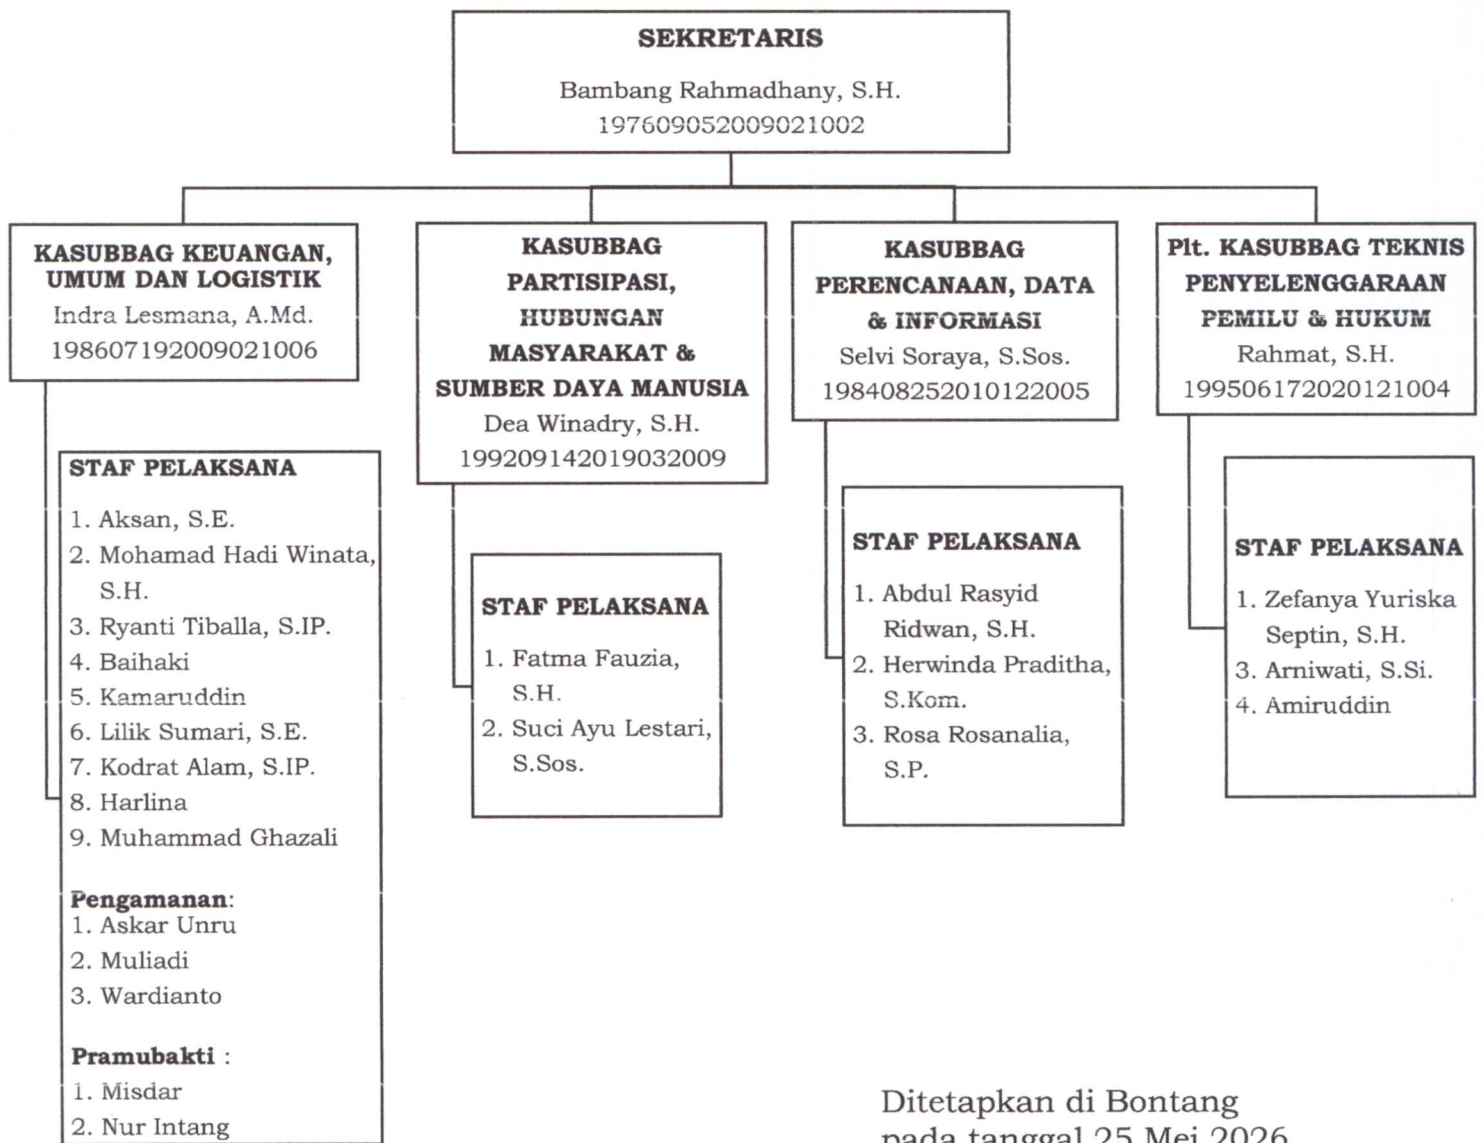 SEKRETARIS
Bambang Rahmadhany, S.H.
197609052009021002
KASUBBAG KEUANGAN,
UMUM DAN LOGISTIK
Indra Lesmana, A.Md.
198607192009021006
STAF PELAKSANA
1. Aksan, S.E.
2. Mohamad Hadi Winata,
S.H.
3. Ryanti Tiballa, S.IP.
4. Baihaki
5. Kamaruddin
6. Lilik Sumari, S.E.
7. Kodrat Alam, S.IP.
8. Harlina
9. Muhammad Ghazali
Pengamanan:
1. Askar Unru
2. Muliadi
3. Wardianto
Pramubakti :
1. Misdar
2. Nur Intang
KASUBBAG
PARTISIPASI,
HUBUNGAN
MASYARAKAT &
SUMBER DAYA MANUSIA
Dea Winadry, S.H.
199209142019032009
STAF PELAKSANA
1. Fatma Fauzia,
S.H.
2. Suci Ayu Lestari,
S.Sos.
KASUBBAG
PERENCANAAN, DATA
& INFORMASI
Selvi Soraya, S.Sos.
198408252010122005
STAF PELAKSANA
1. Abdul Rasyid
Ridwan, S.H.
2. Herwinda Praditha,
S.Kom.
3. Rosa Rosanalia,
S.P.
Plt. KASUBBAG TEKNIS
PENYELENGGARAAN
PEMILU & HUKUM
Rahmat, S.H.
199506172020121004
STAF PELAKSANA
1. Zefanya Yuriska
Septin, S.H.
3. Arniwati, S.Si.
4. Amiruddin
Ditetapkan di Bontang
pada tanggal 25 Mei 2026